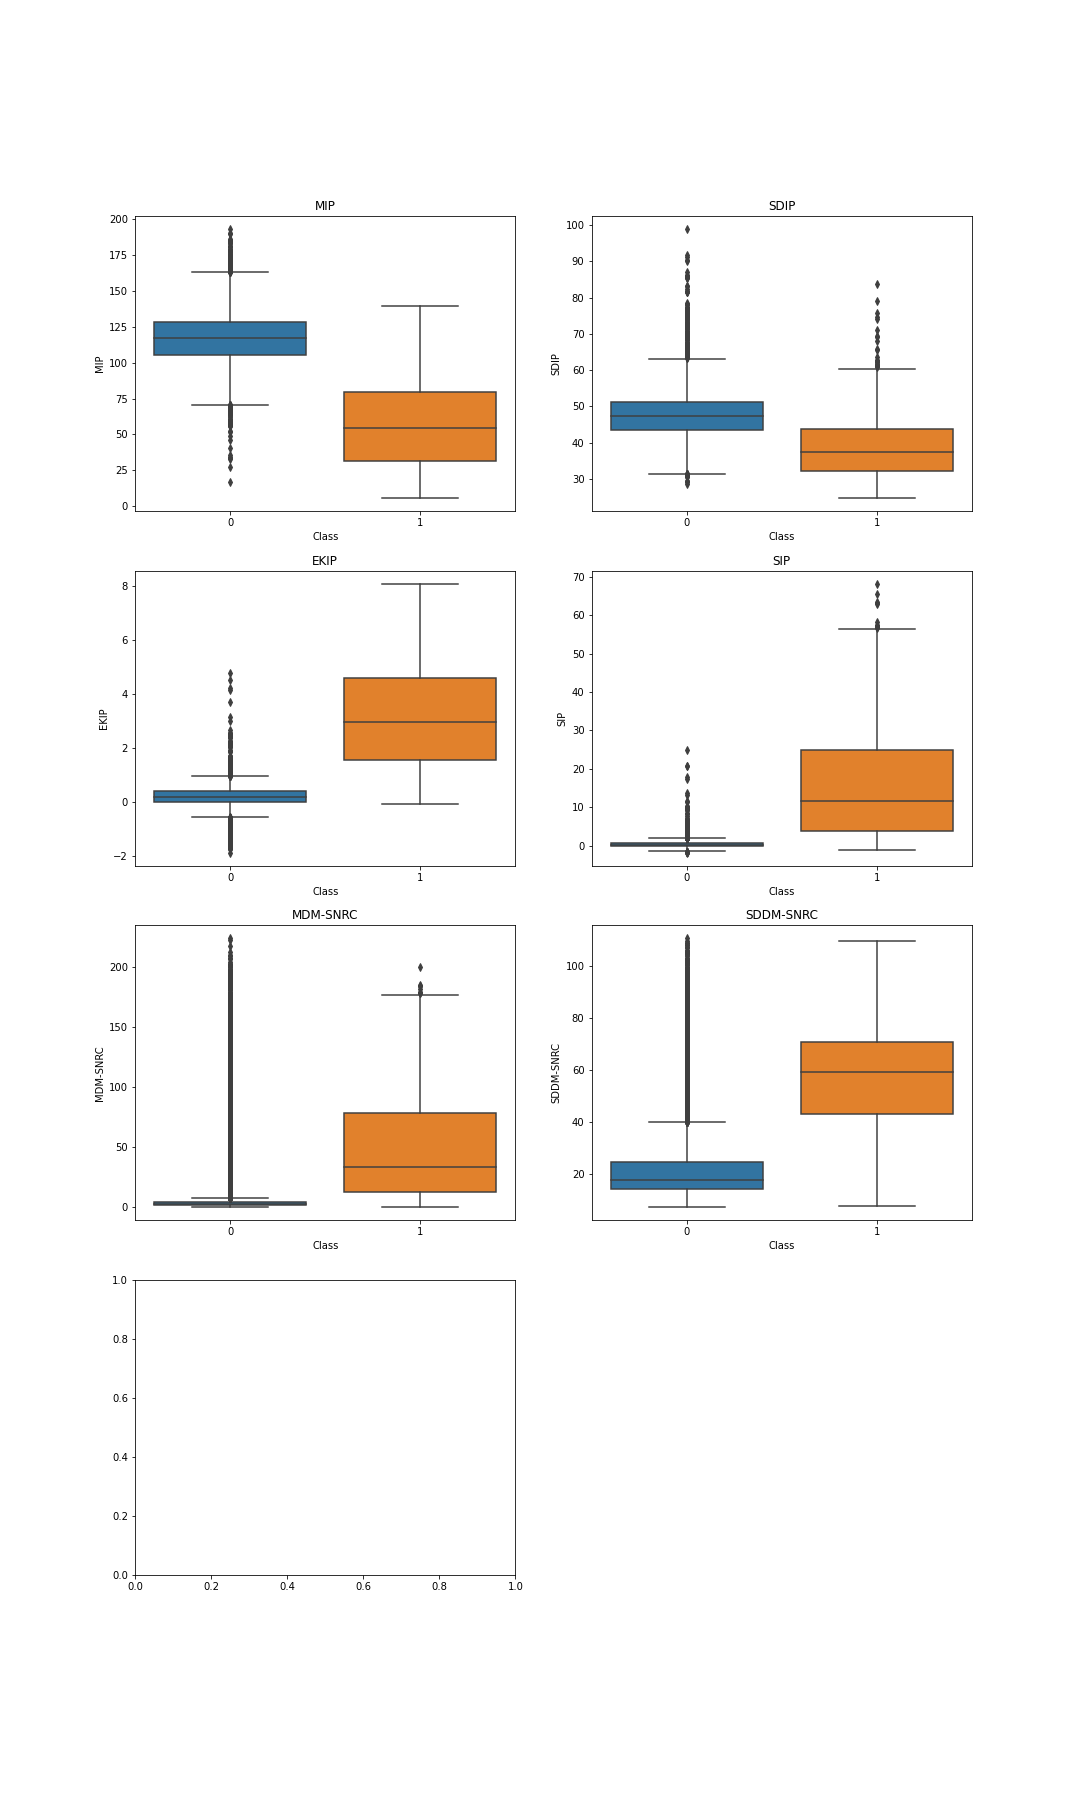 MIP
200
175
150
125
100
75
50
25
0
MIP
0 1
Class
SDIP
100
90
80
70
60
50
40
30
SDIP
0 1
Class
EKIP
8
6
4
2
0
−2
EKIP
0 1
Class
SIP
70
60
50
40
30
20
10
0
SIP
0 1
Class
MDM-SNRC
200
150
100
50
0
MDM-SNRC
0 1
Class
SDDM-SNRC
100
80
60
40
20
SDDM-SNRC
0 1
Class
1.0
0.8
0.6
0.4
0.2
0.0
0.0 0.2 0.4 0.6 0.8 1.0